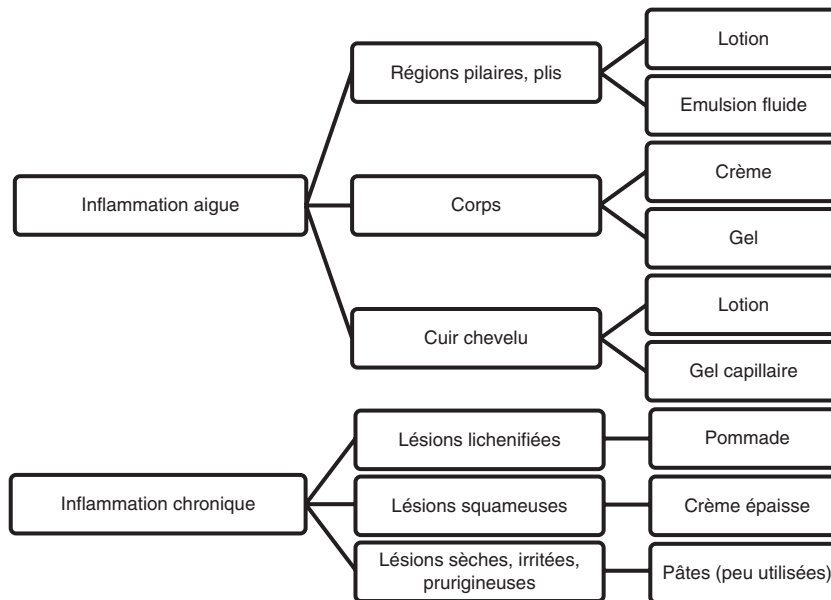 Inflammation aigue
Régions pilaires, plis
Lotion
Emulsion fluide
Corps
Crème
Gel
Cuir chevelu
Lotion
Gel capillaire
Inflammation chronique
Lésions lichenifiées
Pommade
Lésions squameuses
Crème épaisse
Lésions sèches, irritées,
prurigineuses
Pâtes (peu utilisées)